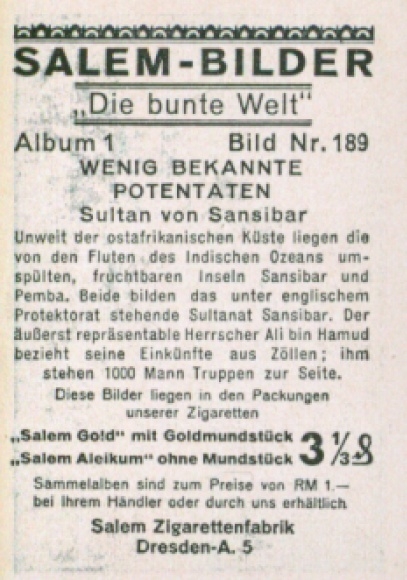 SALEM-BILDER
„Die bunte Welt"
Album 1 Bild Nr. 189
WENIG BEKANNTE
POTENTATEN
Sultan von Sansibar
Unweit der ostafrikanischen Küste liegen die
von den Fluten des Indischen Ozeans um-
spülten, fruchtbaren Inseln Sansibar und
Pemba. Beide bilden das unter englischem
Protektorat stehende Sultanat Sansibar. Der
äußerst repräsentable Herrscher Ali bin Hamud
bezieht seine Einkünfte aus Zöllen; ihm
stehen 1000 Mann Truppen zur Seite.
Diese Bilder liegen in den Packungen
unserer Zigaretten
„Salem Gold" mit Goldmundstück
„Salem Aleikum" ohne Mundstück 3 1/3 ₰
Sammelalben sind zum Preise von RM 1.—
bei Ihrem Händler oder durch uns erhältlich
Salem Zigarettenfabrik
Dresden-A. 5